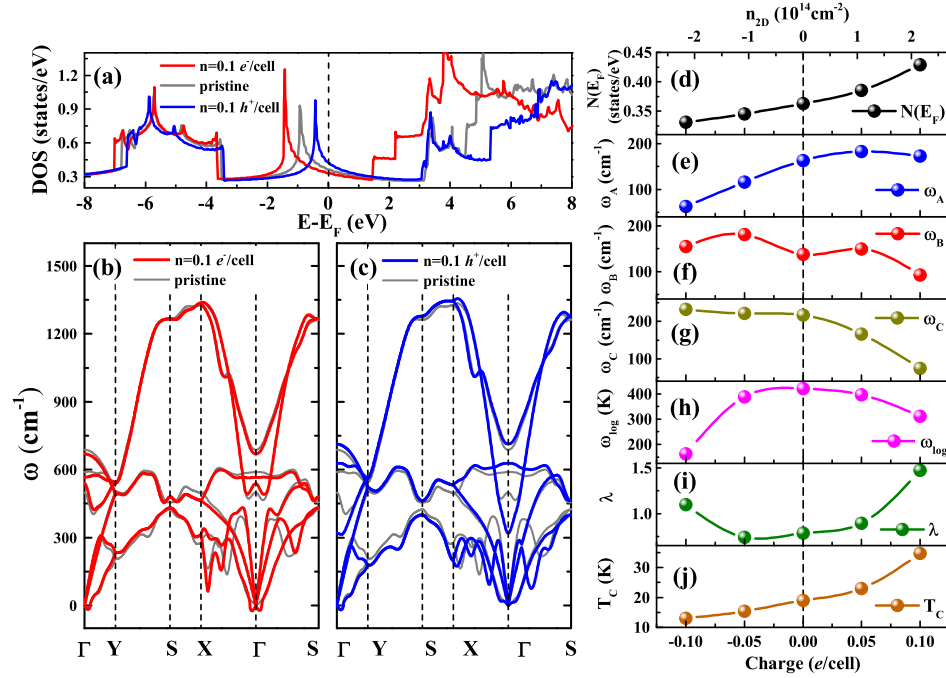 (a)
n=0.1 e⁻/cell
pristine
n=0.1 h⁺/cell
DOS (states/eV)
1.2
0.9
0.6
0.3
-8 -6 -4 -2 0 2 4 6 8
E-E_F (eV)
(b)
n=0.1 e⁻/cell
pristine
(c)
n=0.1 h⁺/cell
pristine
ω (cm⁻¹)
1500
1200
900
600
300
0
Γ Y S X Γ S
Γ Y S X Γ S
n₂D (10¹⁴cm⁻²)
-2 -1 0 1 2
N(E_F)
(states/eV)
0.45
0.40
0.35
(d)
N(E_F)
ω_A (cm⁻¹)
200
100
(e)
ω_A
ω_B (cm⁻¹)
200
100
(f)
ω_B
ω_C (cm⁻¹)
200
100
(g)
ω_C
ω_log (K)
400
300
200
(h)
ω_log
λ
1.5
1.0
(i)
λ
T_C (K)
30
20
10
(j)
T_C
-0.10 -0.05 0.00 0.05 0.10
Charge (e/cell)